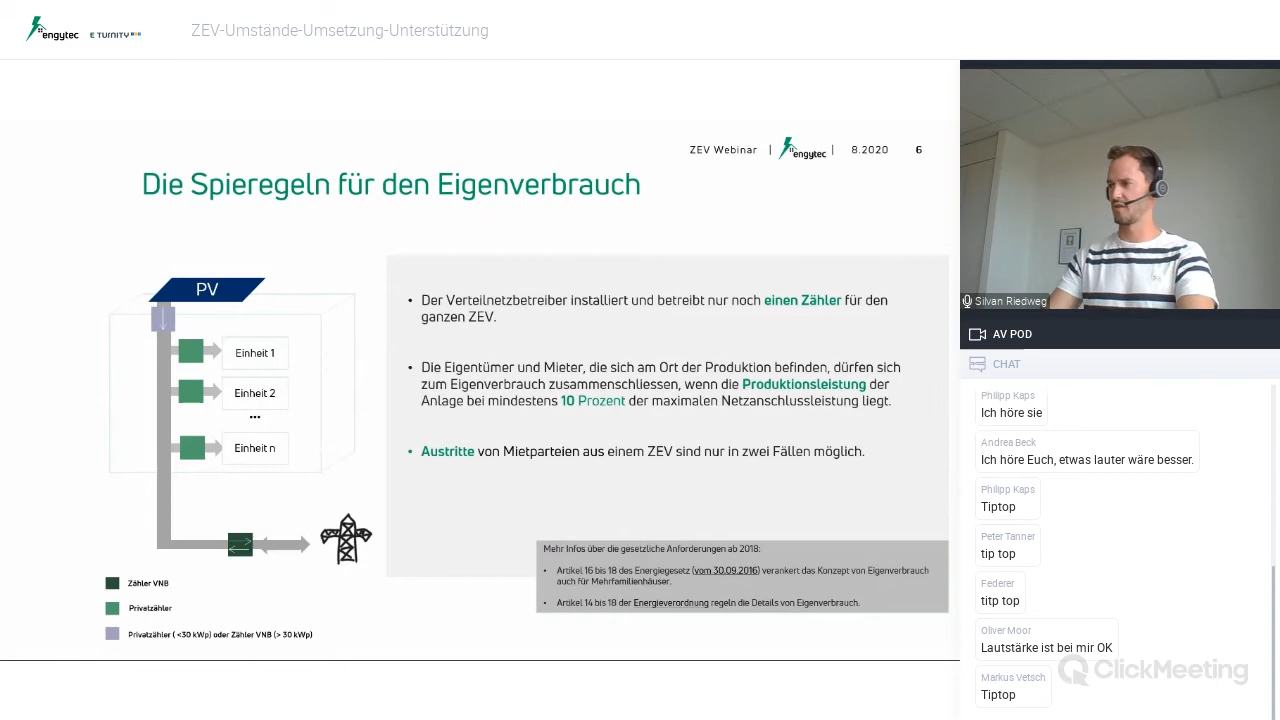 engytec
E TURNITY
ZEV-Umstände-Umsetzung-Unterstützung
ZEV Webinar | engytec | 8.2020 6
Die Spieregeln für den Eigenverbrauch
PV
Einheit 1
Einheit 2
...
Einheit n
Zähler VNB
Privatzähler
Privatzähler ( <30 kWp) oder Zähler VNB (> 30 kWp)
• Der Verteilnetzbetreiber installiert und betreibt nur noch einen Zähler für den
ganzen ZEV.
• Die Eigentümer und Mieter, die sich am Ort der Produktion befinden, dürfen sich
zum Eigenverbrauch zusammenschliessen, wenn die Produktionsleistung der
Anlage bei mindestens 10 Prozent der maximalen Netzanschlussleistung liegt.
• Austritte von Mietparteien aus einem ZEV sind nur in zwei Fällen möglich.
Mehr Infos über die gesetzliche Anforderungen ab 2018:
• Artikel 16 bis 18 des Energiegesetz (vom 30.09.2016) verankert das Konzept von Eigenverbrauch
auch für Mehrfamilienhäuser.
• Artikel 14 bis 18 der Energieverordnung regeln die Details von Eigenverbrauch.
Silvan Riedweg
AV POD
CHAT
Philipp Kaps
Ich höre sie
Andrea Beck
Ich höre Euch, etwas lauter wäre besser.
Philipp Kaps
Tiptop
Peter Tanner
tip top
Federer
titp top
Oliver Moor
Lautstärke ist bei mir OK
Markus Vetsch
Tiptop
ClickMeeting